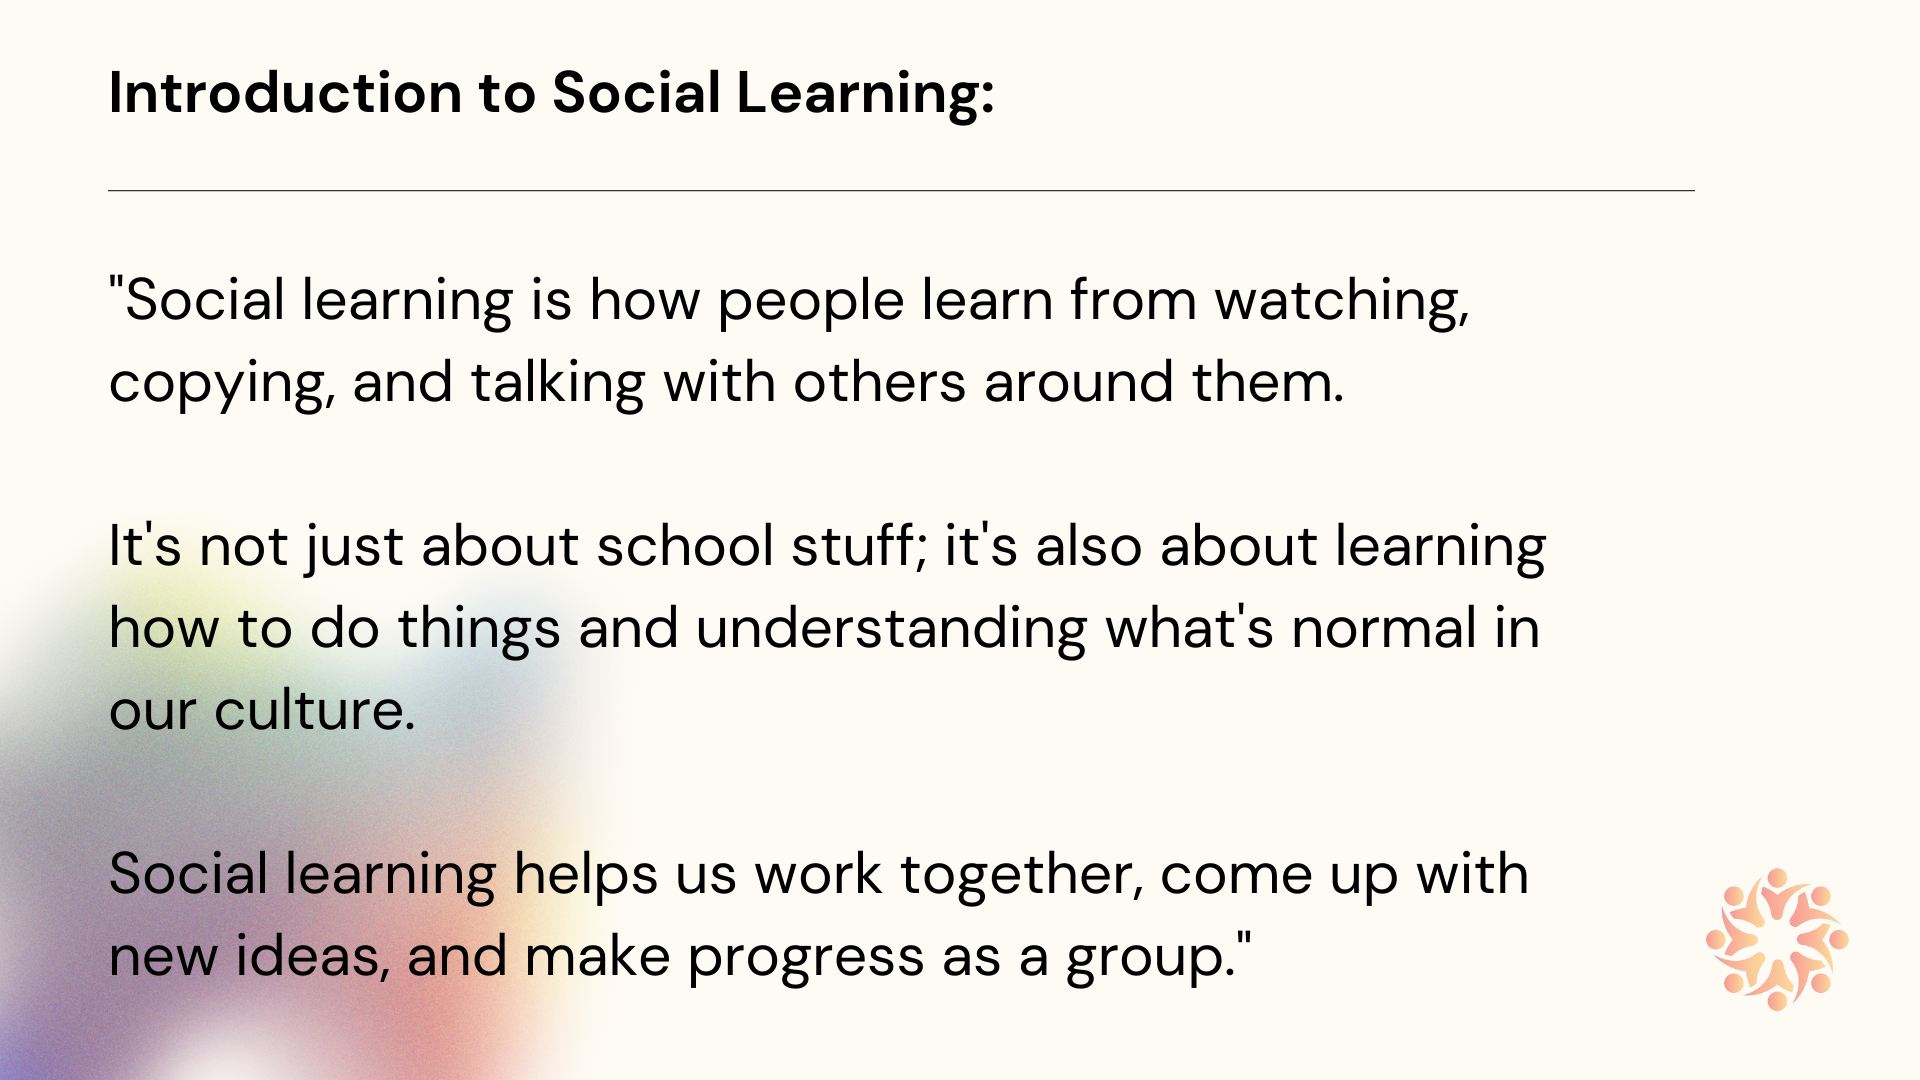 Introduction to Social Learning:
"Social learning is how people learn from watching,
copying, and talking with others around them.
It's not just about school stuff; it's also about learning
how to do things and understanding what's normal in
our culture.
Social learning helps us work together, come up with
new ideas, and make progress as a group."